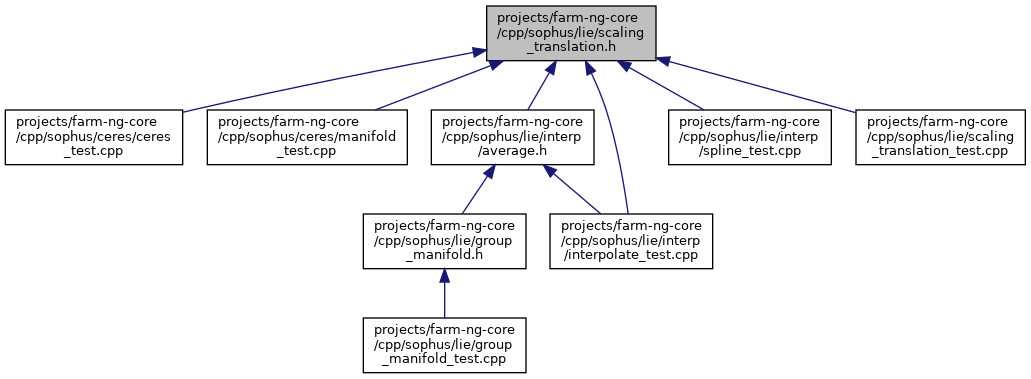 projects/farm-ng-core
/cpp/sophus/lie/scaling
_translation.h
projects/farm-ng-core
/cpp/sophus/ceres/ceres
_test.cpp
projects/farm-ng-core
/cpp/sophus/ceres/manifold
_test.cpp
projects/farm-ng-core
/cpp/sophus/lie/interp
/average.h
projects/farm-ng-core
/cpp/sophus/lie/interp
/spline_test.cpp
projects/farm-ng-core
/cpp/sophus/lie/scaling
_translation_test.cpp
projects/farm-ng-core
/cpp/sophus/lie/group
_manifold.h
projects/farm-ng-core
/cpp/sophus/lie/interp
/interpolate_test.cpp
projects/farm-ng-core
/cpp/sophus/lie/group
_manifold_test.cpp